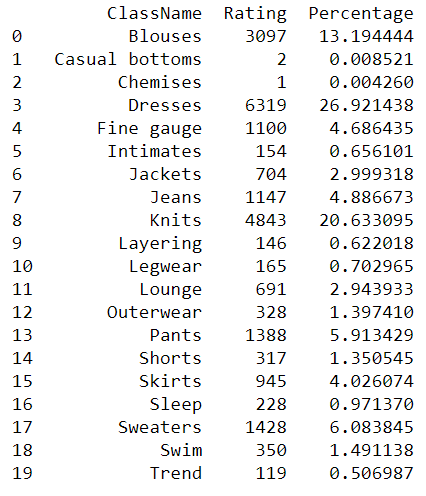 ClassName Rating Percentage
0 Blouses 3097 13.194444
1 Casual bottoms 2 0.008521
2 Chemises 1 0.004260
3 Dresses 6319 26.921438
4 Fine gauge 1100 4.686435
5 Intimates 154 0.656101
6 Jackets 704 2.999318
7 Jeans 1147 4.886673
8 Knits 4843 20.633095
9 Layering 146 0.622018
10 Legwear 165 0.702965
11 Lounge 691 2.943933
12 Outerwear 328 1.397410
13 Pants 1388 5.913429
14 Shorts 317 1.350545
15 Skirts 945 4.026074
16 Sleep 228 0.971370
17 Sweaters 1428 6.083845
18 Swim 350 1.491138
19 Trend 119 0.506987